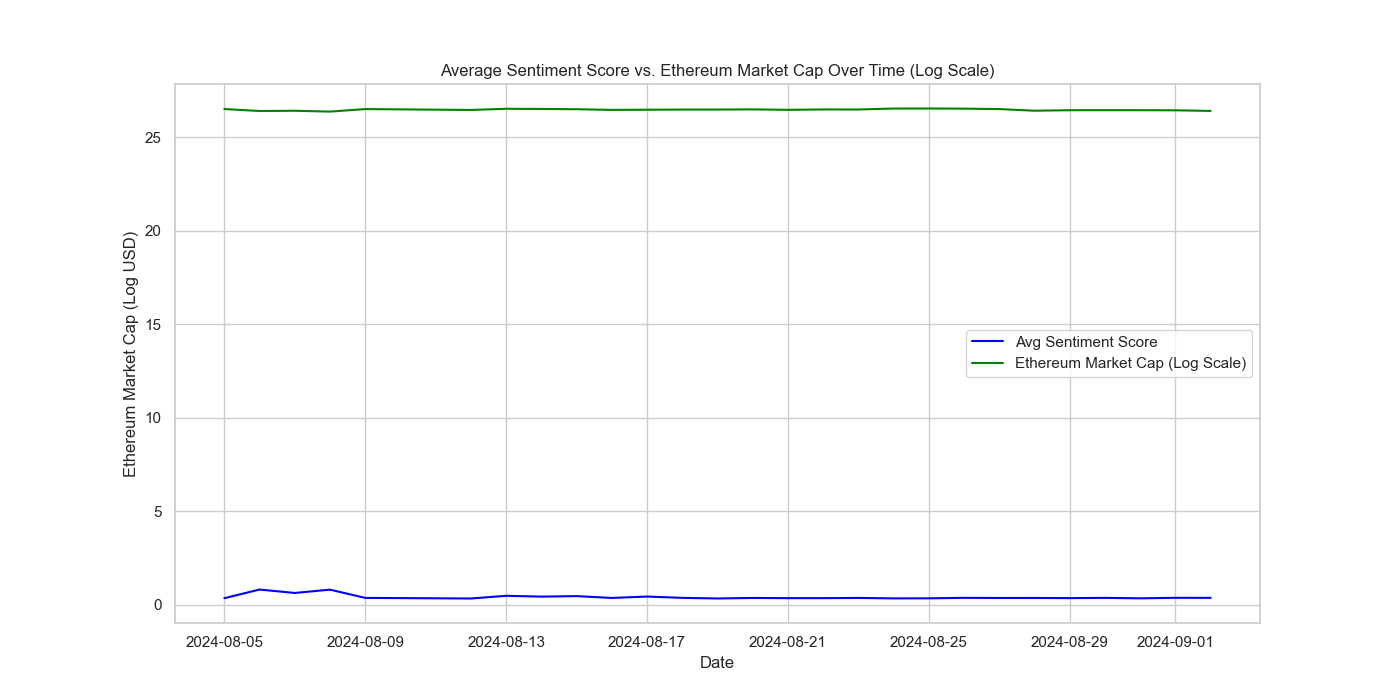 Average Sentiment Score vs. Ethereum Market Cap Over Time (Log Scale)
Ethereum Market Cap (Log USD)
25
20
15
10
5
0
Avg Sentiment Score
Ethereum Market Cap (Log Scale)
2024-08-05 2024-08-09 2024-08-13 2024-08-17 2024-08-21 2024-08-25 2024-08-29 2024-09-01
Date